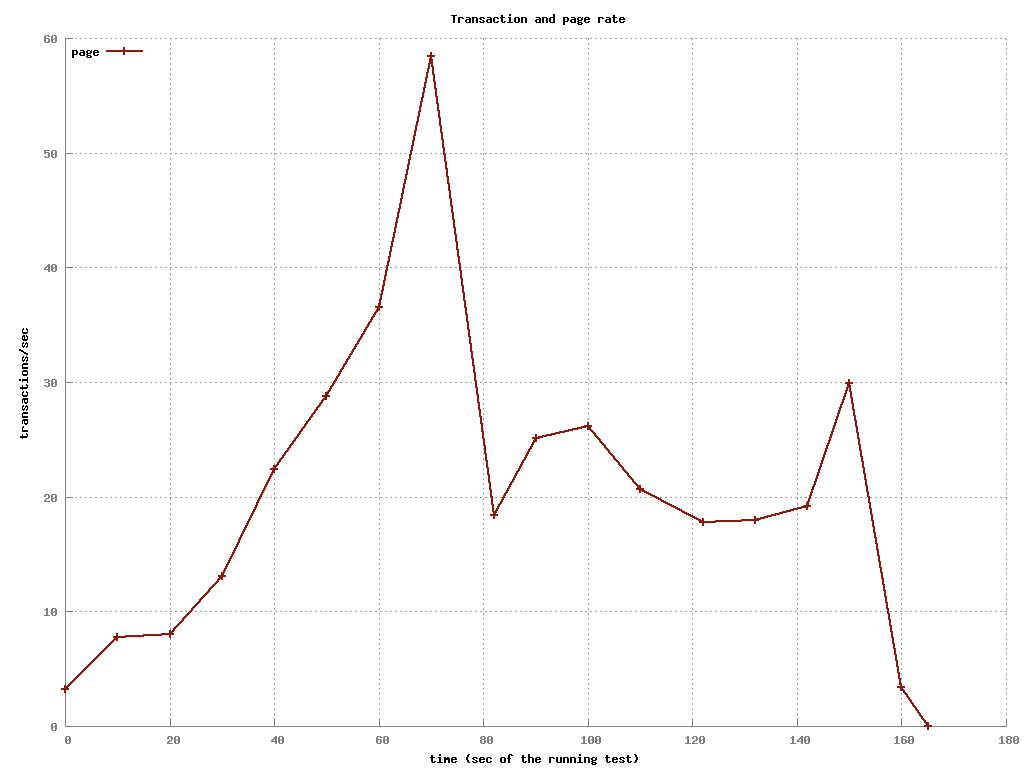 Transaction and page rate
page
60
50
40
30
20
10
0
transactions/sec
0 20 40 60 80 100 120 140 160 180
time (sec of the running test)